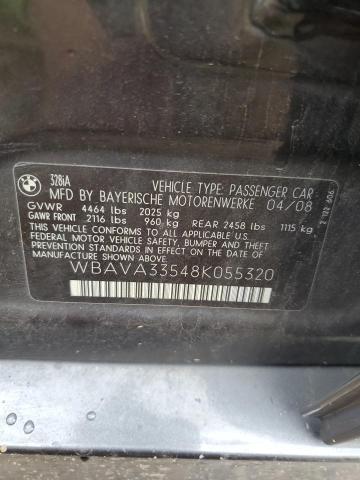 BMW
328iA
VEHICLE TYPE: PASSENGER CAR
MFD BY BAYERISCHE MOTORENWERKE 04/08
GVWR 4464 lbs 2025 kg
GAWR FRONT 2116 lbs 960 kg REAR 2458 lbs 1115 kg
THIS VEHICLE CONFORMS TO ALL APPLICABLE
FEDERAL MOTOR VEHICLE SAFETY, BUMPER AND THEFT
PREVENTION STANDARDS IN EFFECT ON THE DATE OF
MANUFACTURE SHOWN ABOVE.
WBAVA33548K055320